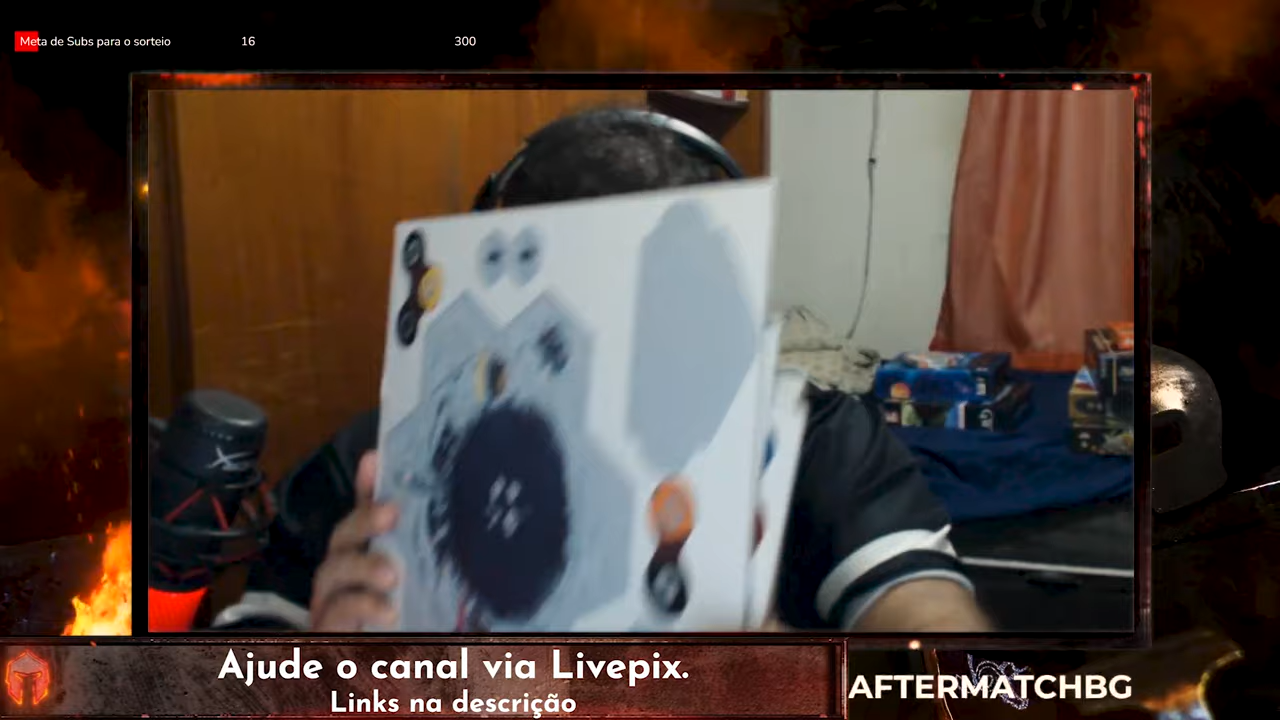 Meta de Subs para o sorteio 16 300
Ajude o canal via Livepix.
Links na descrição
AFTERMATCHBG